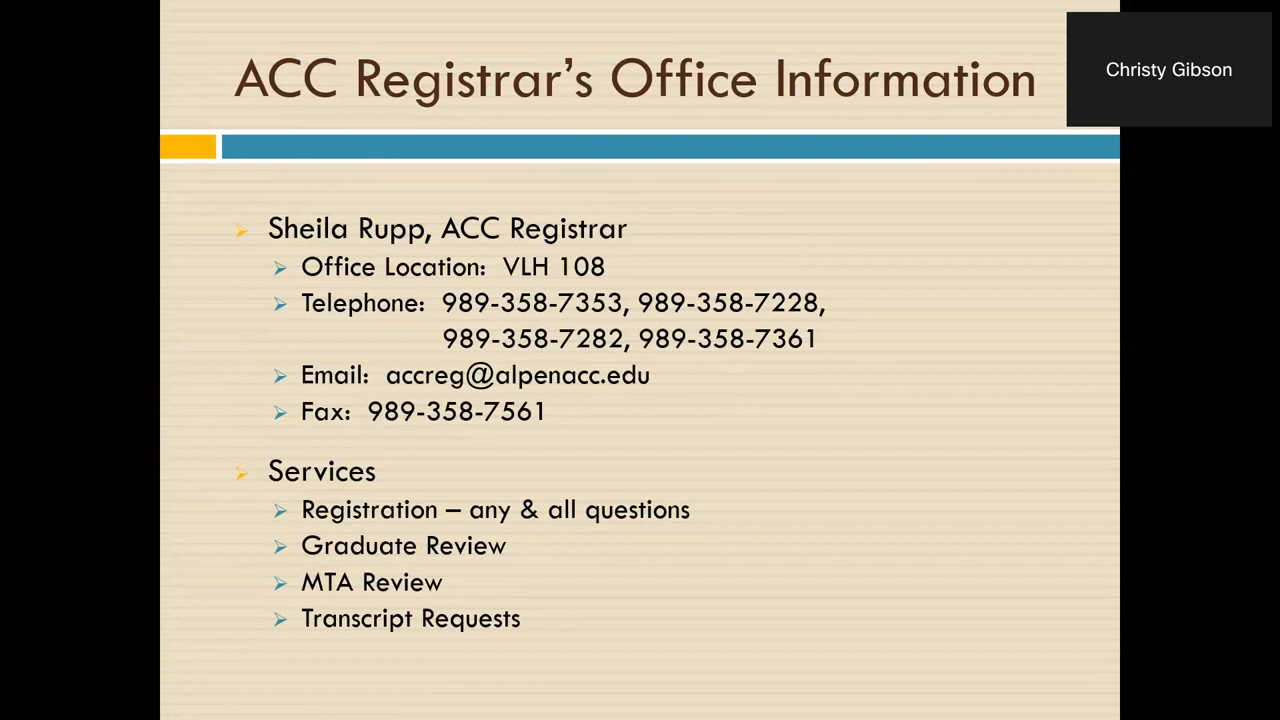 ACC Registrar’s Office Information
Christy Gibson
Sheila Rupp, ACC Registrar
Office Location: VLH 108
Telephone: 989-358-7353, 989-358-7228,
989-358-7282, 989-358-7361
Email: accreg@alpenacc.edu
Fax: 989-358-7561
Services
Registration – any & all questions
Graduate Review
MTA Review
Transcript Requests